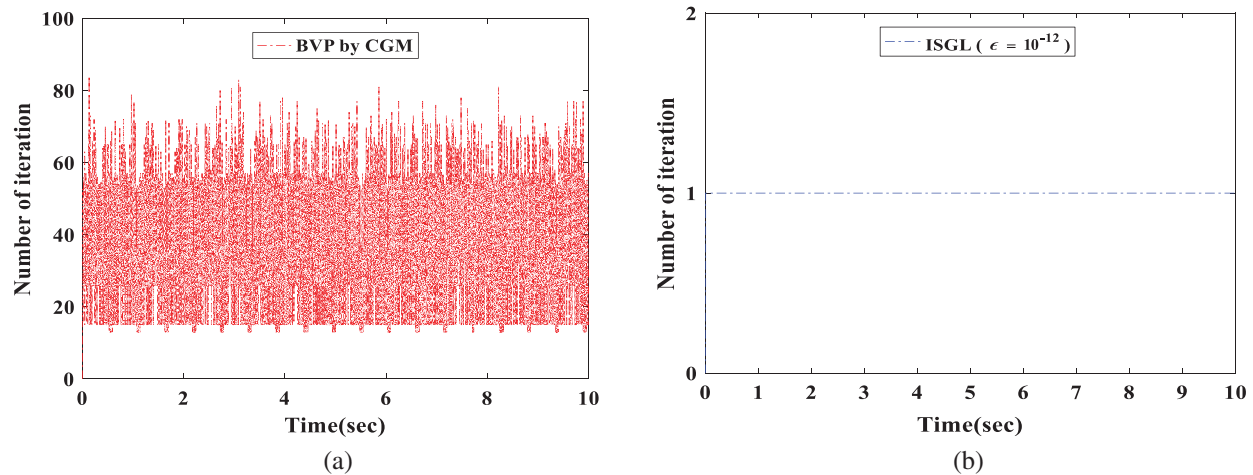 100
80
60
40
20
0
Number of iteration
BVP by CGM
0 2 4 6 8 10
Time(sec)
(a)
2
1
0
Number of iteration
ISGL ( ϵ = 10⁻¹²)
0 1 2 3 4 5 6 7 8 9 10
Time(sec)
(b)